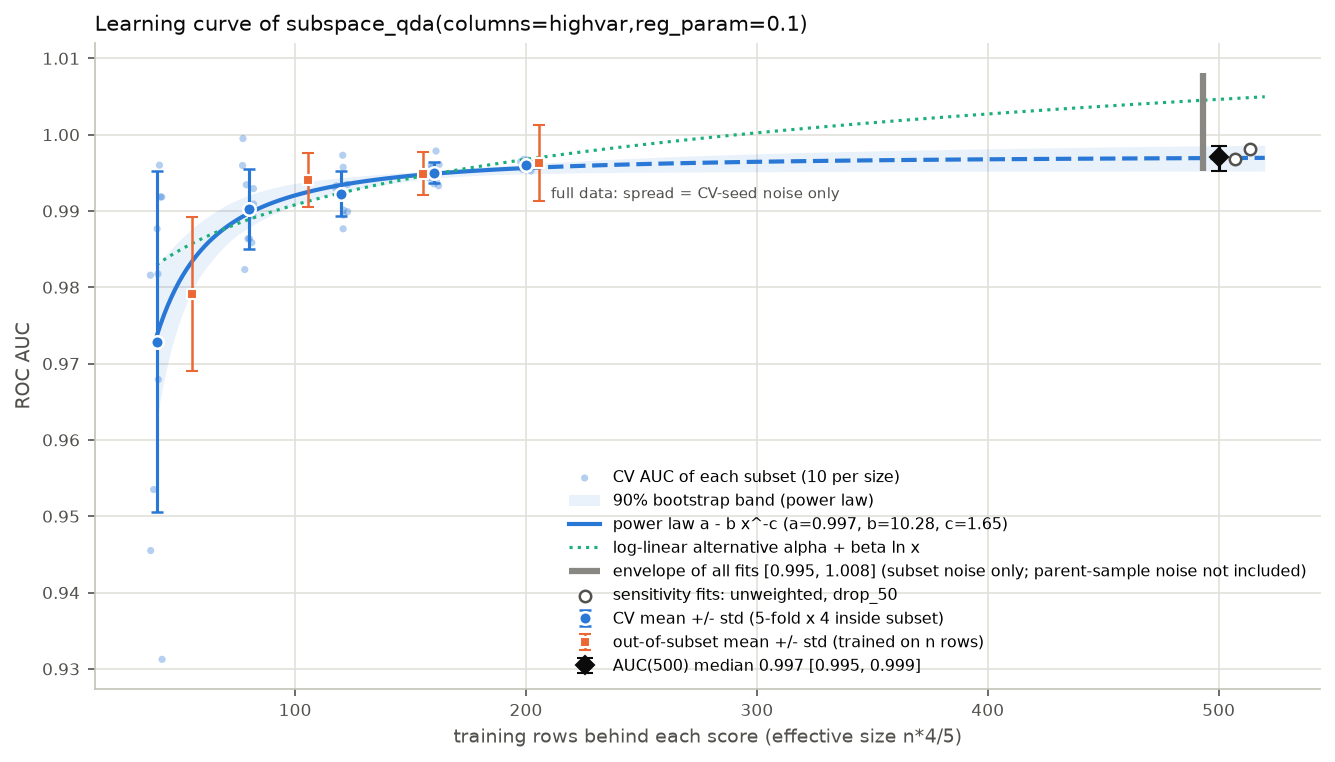 Learning curve of subspace_qda(columns=highvar,reg_param=0.1)
1.01
1.00
0.99
0.98
0.97
0.96
0.95
0.94
0.93
ROC AUC
full data: spread = CV-seed noise only
CV AUC of each subset (10 per size)
90% bootstrap band (power law)
power law a - b x^-c (a=0.997, b=10.28, c=1.65)
log-linear alternative alpha + beta ln x
envelope of all fits [0.995, 1.008] (subset noise only; parent-sample noise not included)
sensitivity fits: unweighted, drop_50
CV mean +/- std (5-fold x 4 inside subset)
out-of-subset mean +/- std (trained on n rows)
AUC(500) median 0.997 [0.995, 0.999]
100 200 300 400 500
training rows behind each score (effective size n*4/5)